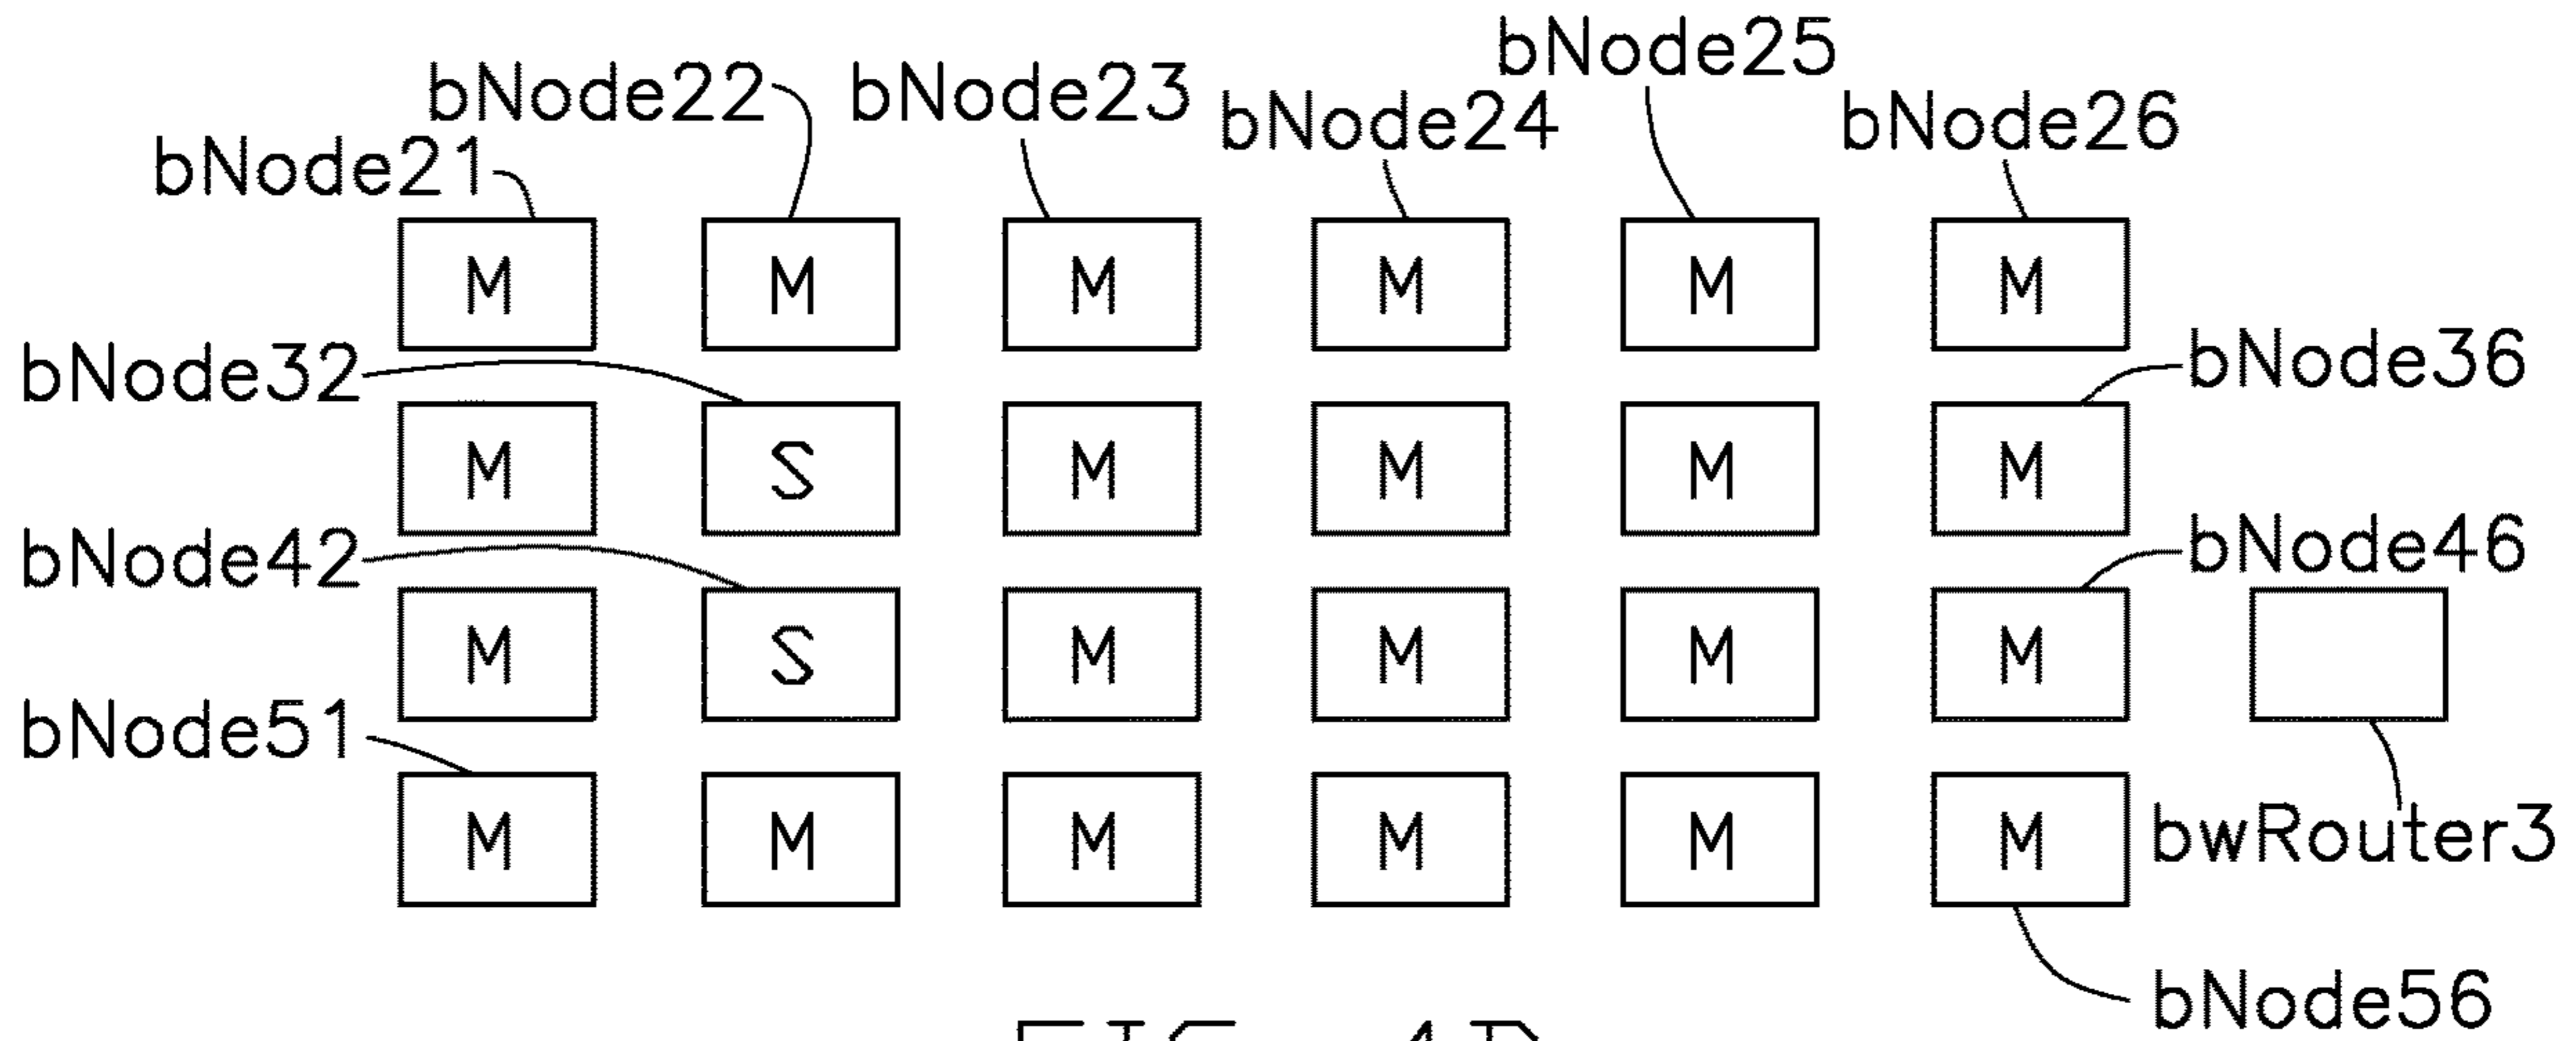 bNode25
bNode22 bNode23 bNode24 bNode26
bNode21
M M M M M M
bNode32 bNode36
M S M M M M
bNode42 bNode46
M S M M M M
bNode51
M M M M M M
bwRouter3
bNode56